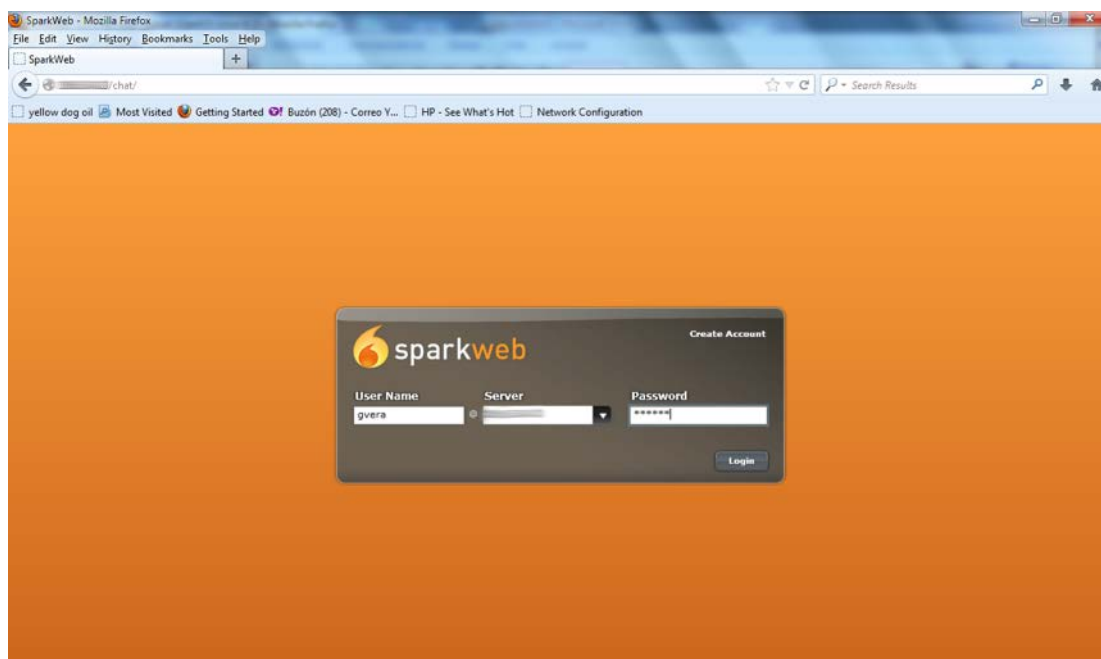 SparkWeb - Mozilla Firefox
File Edit View History Bookmarks Tools Help
SparkWeb +
/chat/ Search Results
yellow dog oil Most Visited Getting Started Buzón (208) - Correo Y... HP - See What's Hot Network Configuration
sparkweb Create Account
User Name Server Password
gvera @ ******
Login